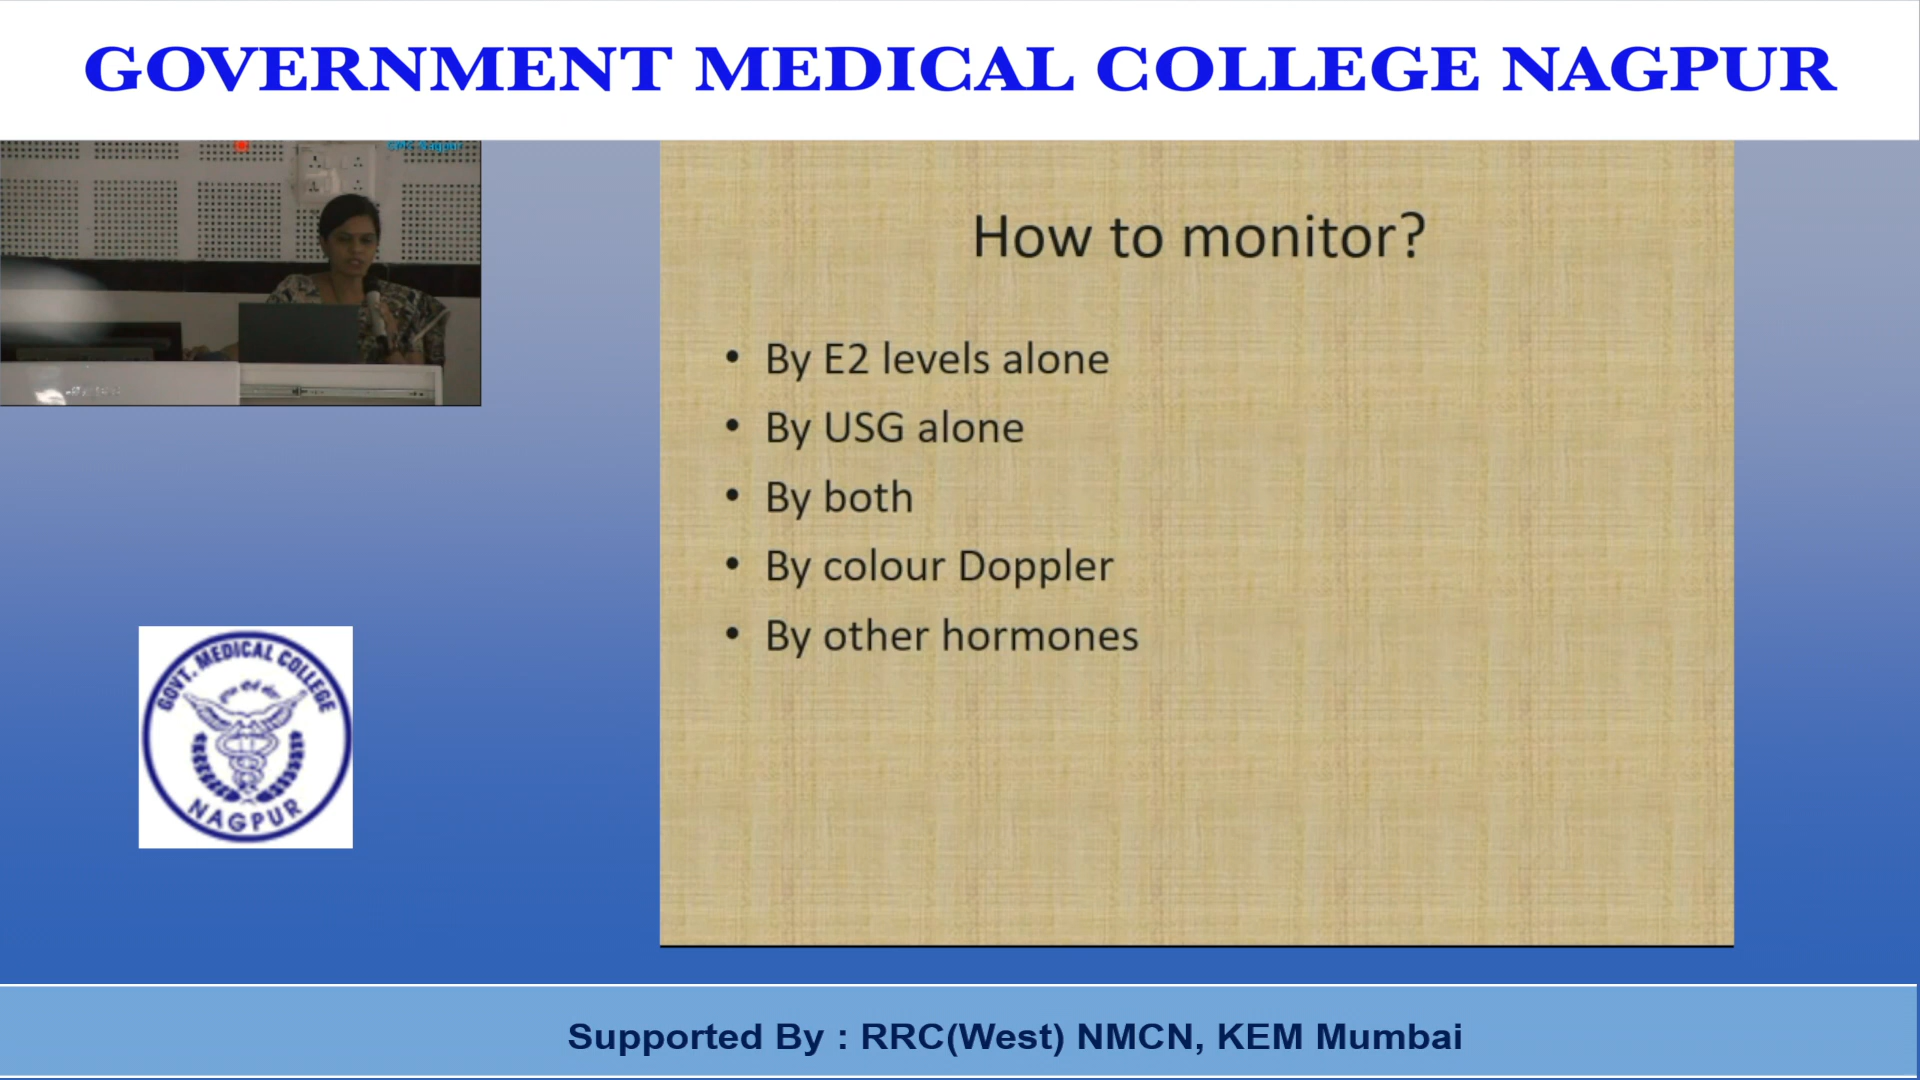 GOVERNMENT MEDICAL COLLEGE NAGPUR
How to monitor?
• By E2 levels alone
• By USG alone
• By both
• By colour Doppler
• By other hormones
GOVT. MEDICAL COLLEGE
NAGPUR
Supported By : RRC(West) NMCN, KEM Mumbai